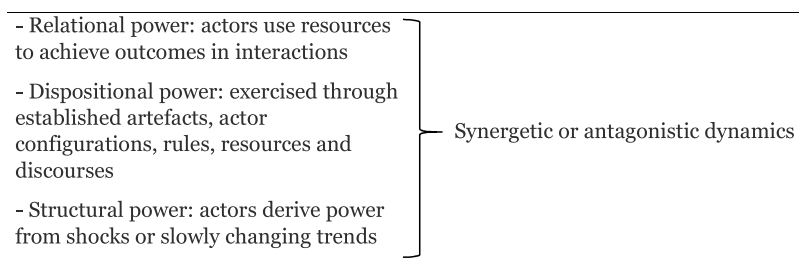 - Relational power: actors use resources
to achieve outcomes in interactions
- Dispositional power: exercised through
established artefacts, actor
configurations, rules, resources and
discourses
Synergetic or antagonistic dynamics
- Structural power: actors derive power
from shocks or slowly changing trends